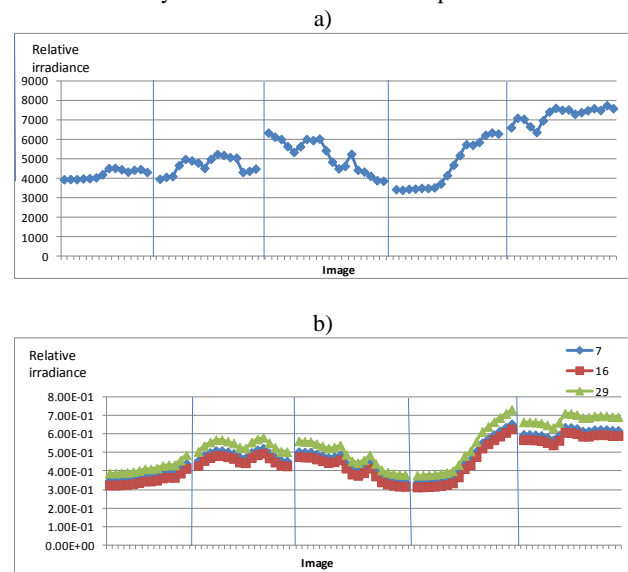 a)
Relative
irradiance
9000
8000
7000
6000
5000
4000
3000
2000
1000
0
Image
b)
Relative
irradiance
7
16
29
8.00E-01
7.00E-01
6.00E-01
5.00E-01
4.00E-01
3.00E-01
2.00E-01
1.00E-01
0.00E+00
Image